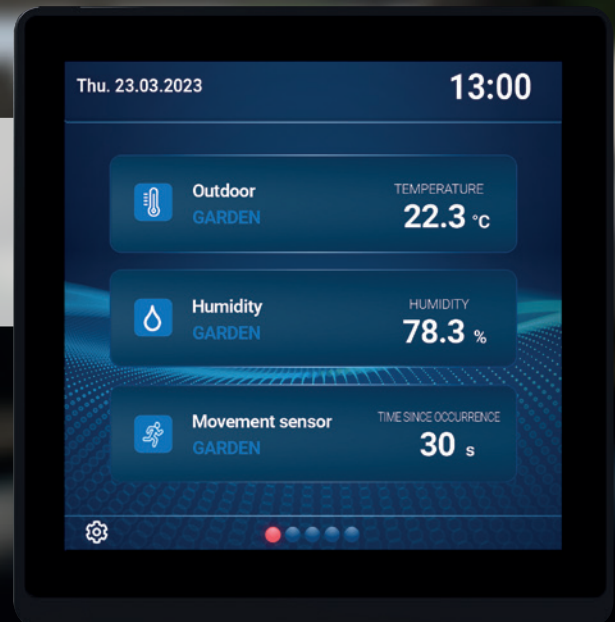 Thu. 23.03.2023
13:00
Outdoor
GARDEN
TEMPERATURE
22.3 °C
Humidity
GARDEN
HUMIDITY
78.3 %
Movement sensor
GARDEN
TIME SINCE OCCURRENCE
30 s